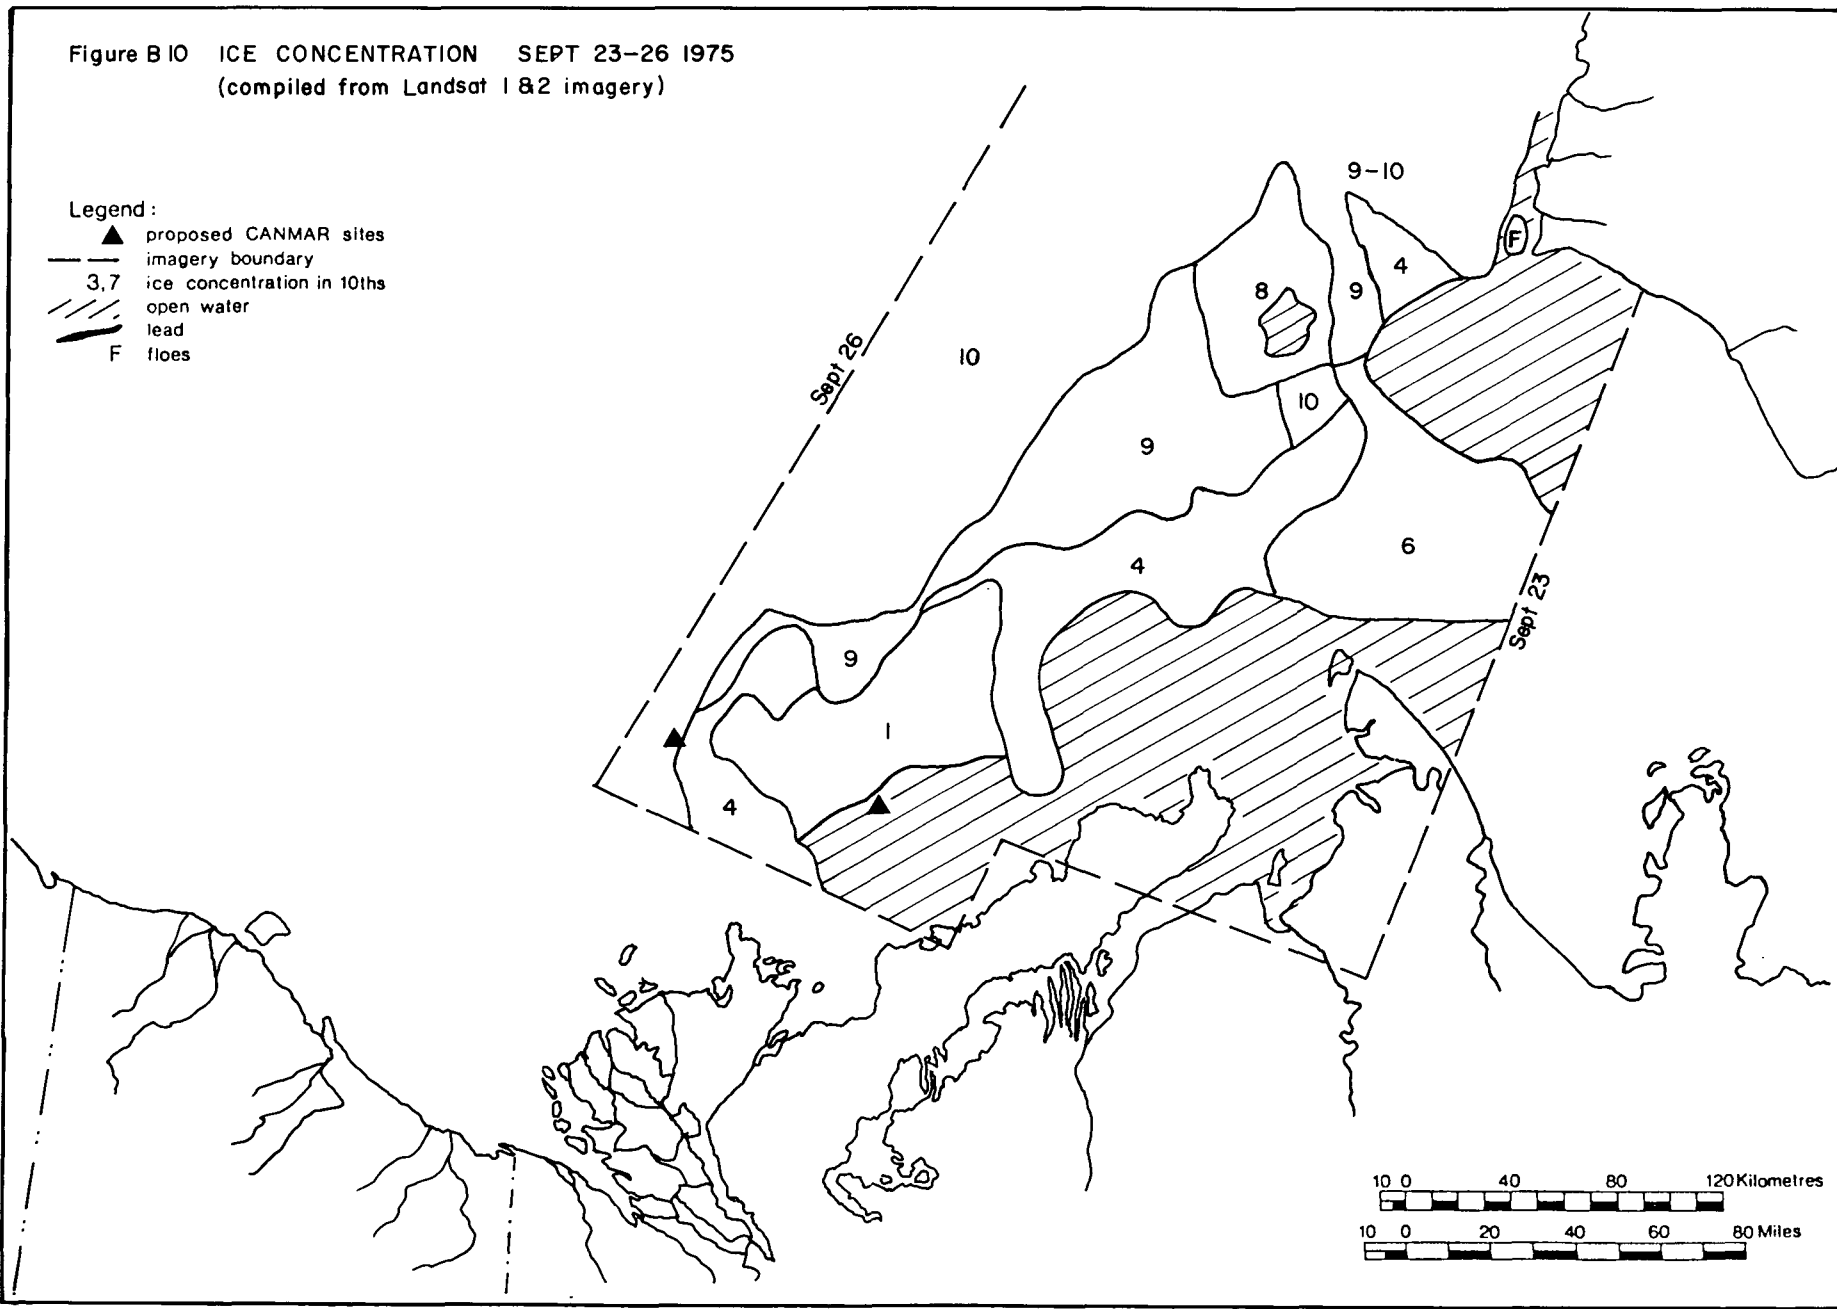 Figure B 10 ICE CONCENTRATION SEPT 23-26 1975
(compiled from Landsat 1 & 2 imagery)
Legend :
proposed CANMAR sites
imagery boundary
3,7 ice concentration in 10ths
open water
lead
F floes
9-10
F
4
8
9
Sept 26
10
10
9
6
4
Sept 23
9
1
4
10 0 40 80 120 Kilometres
10 0 20 40 60 80 Miles